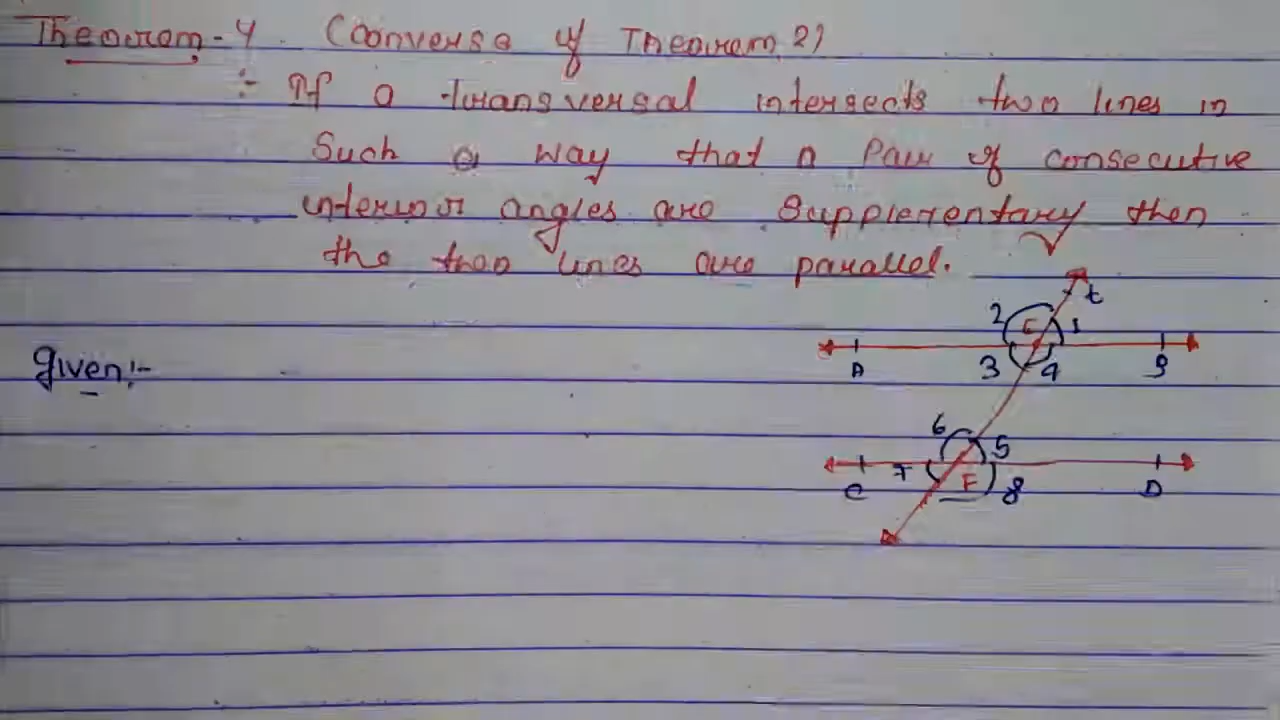 Theorem-4. (Converse of Theorem 2)
:- If a transversal intersects two lines in
Such a way that a Pair of consecutive
interior angles are Supplementary then
the two lines are parallel.
t
2 1
A 3 4 B
Given:-
6 5
C 7 F 8 D